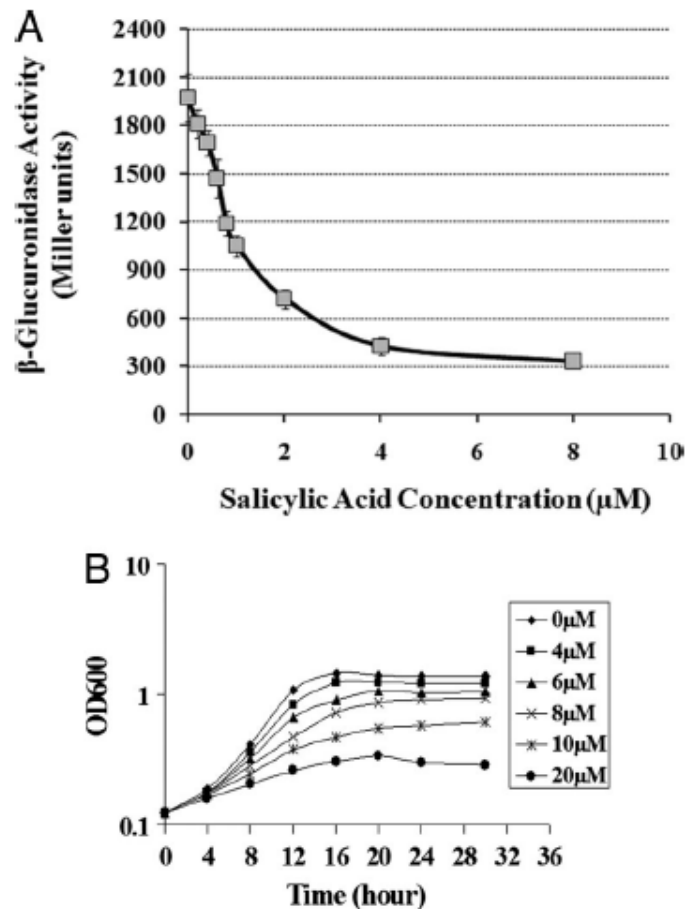 A
β-Glucuronidase Activity
(Miller units)
2400
2100
1800
1500
1200
900
600
300
0
0 2 4 6 8 10
Salicylic Acid Concentration (μM)
B
OD600
10
1
0.1
0 4 8 12 16 20 24 28 32 36
Time (hour)
0μM
4μM
6μM
8μM
10μM
20μM